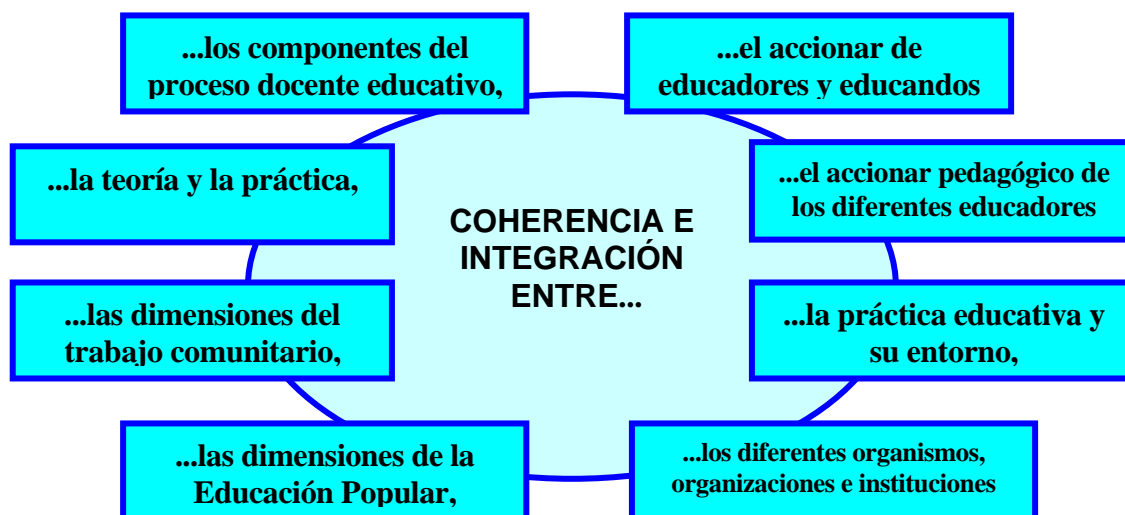 ...los componentes del
proceso docente educativo,
...el accionar de
educadores y educandos
...la teoría y la práctica,
...el accionar pedagógico de
los diferentes educadores
COHERENCIA E
INTEGRACIÓN
ENTRE...
...las dimensiones del
trabajo comunitario,
...la práctica educativa y
su entorno,
...las dimensiones de la
Educación Popular,
...los diferentes organismos,
organizaciones e instituciones